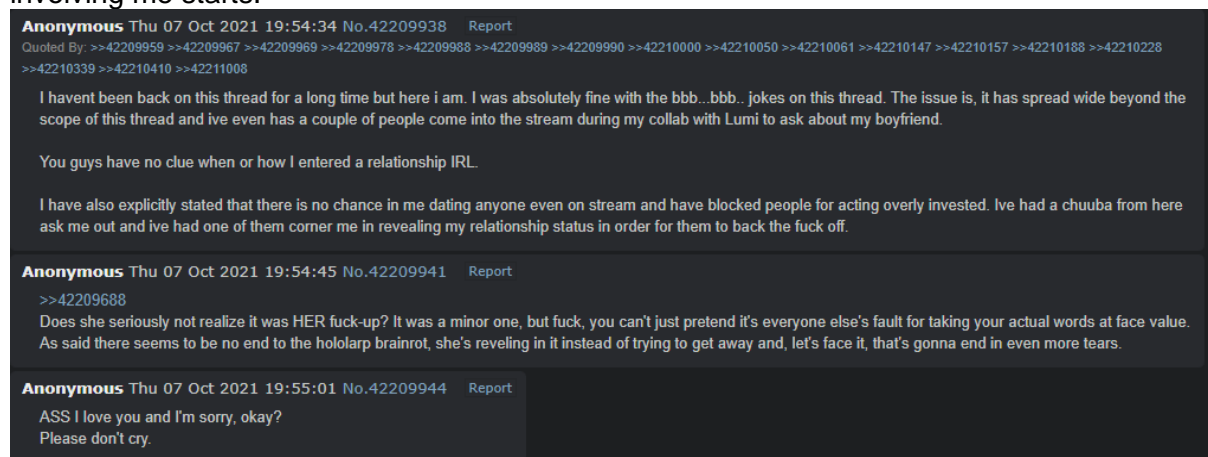 involving me starts.
Anonymous Thu 07 Oct 2021 19:54:34 No.42209938 Report
Quoted By: >>42209959 >>42209967 >>42209969 >>42209978 >>42209988 >>42209989 >>42209990 >>42210000 >>42210050 >>42210061 >>42210147 >>42210157 >>42210188 >>42210228
>>42210339 >>42210410 >>42211008
I havent been back on this thread for a long time but here i am. I was absolutely fine with the bbb...bbb.. jokes on this thread. The issue is, it has spread wide beyond the
scope of this thread and ive even has a couple of people come into the stream during my collab with Lumi to ask about my boyfriend.
You guys have no clue when or how I entered a relationship IRL.
I have also explicitly stated that there is no chance in me dating anyone even on stream and have blocked people for acting overly invested. Ive had a chuuba from here
ask me out and ive had one of them corner me in revealing my relationship status in order for them to back the fuck off.
Anonymous Thu 07 Oct 2021 19:54:45 No.42209941 Report
>>42209688
Does she seriously not realize it was HER fuck-up? It was a minor one, but fuck, you can't just pretend it's everyone else's fault for taking your actual words at face value.
As said there seems to be no end to the hololarp brainrot, she's reveling in it instead of trying to get away and, let's face it, that's gonna end in even more tears.
Anonymous Thu 07 Oct 2021 19:55:01 No.42209944 Report
ASS I love you and I'm sorry, okay?
Please don't cry.